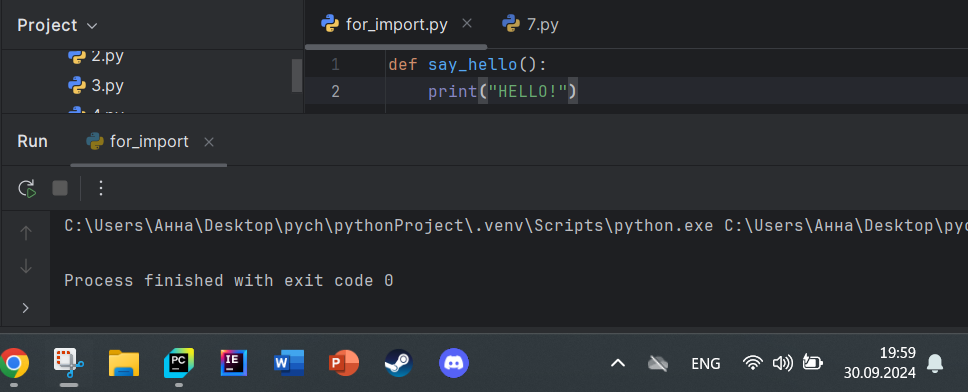 Project
for_import.py
7.py
2.py
3.py
1 def say_hello():
2 print("HELLO!")
Run
for_import
C:\Users\Анна\Desktop\pych\pythonProject\.venv\Scripts\python.exe C:\Users\Анна\Desktop\pyc
Process finished with exit code 0
PC
IE
W
P
ENG
19:59
30.09.2024